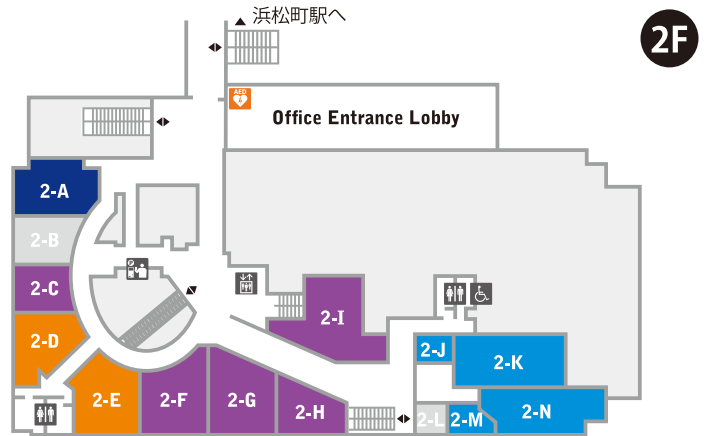 浜松町駅へ
2F
AED
Office Entrance Lobby
2-A
2-B
2-C
2-D
2-I
2-J
2-K
2-E
2-F
2-G
2-H
2-L
2-M
2-N